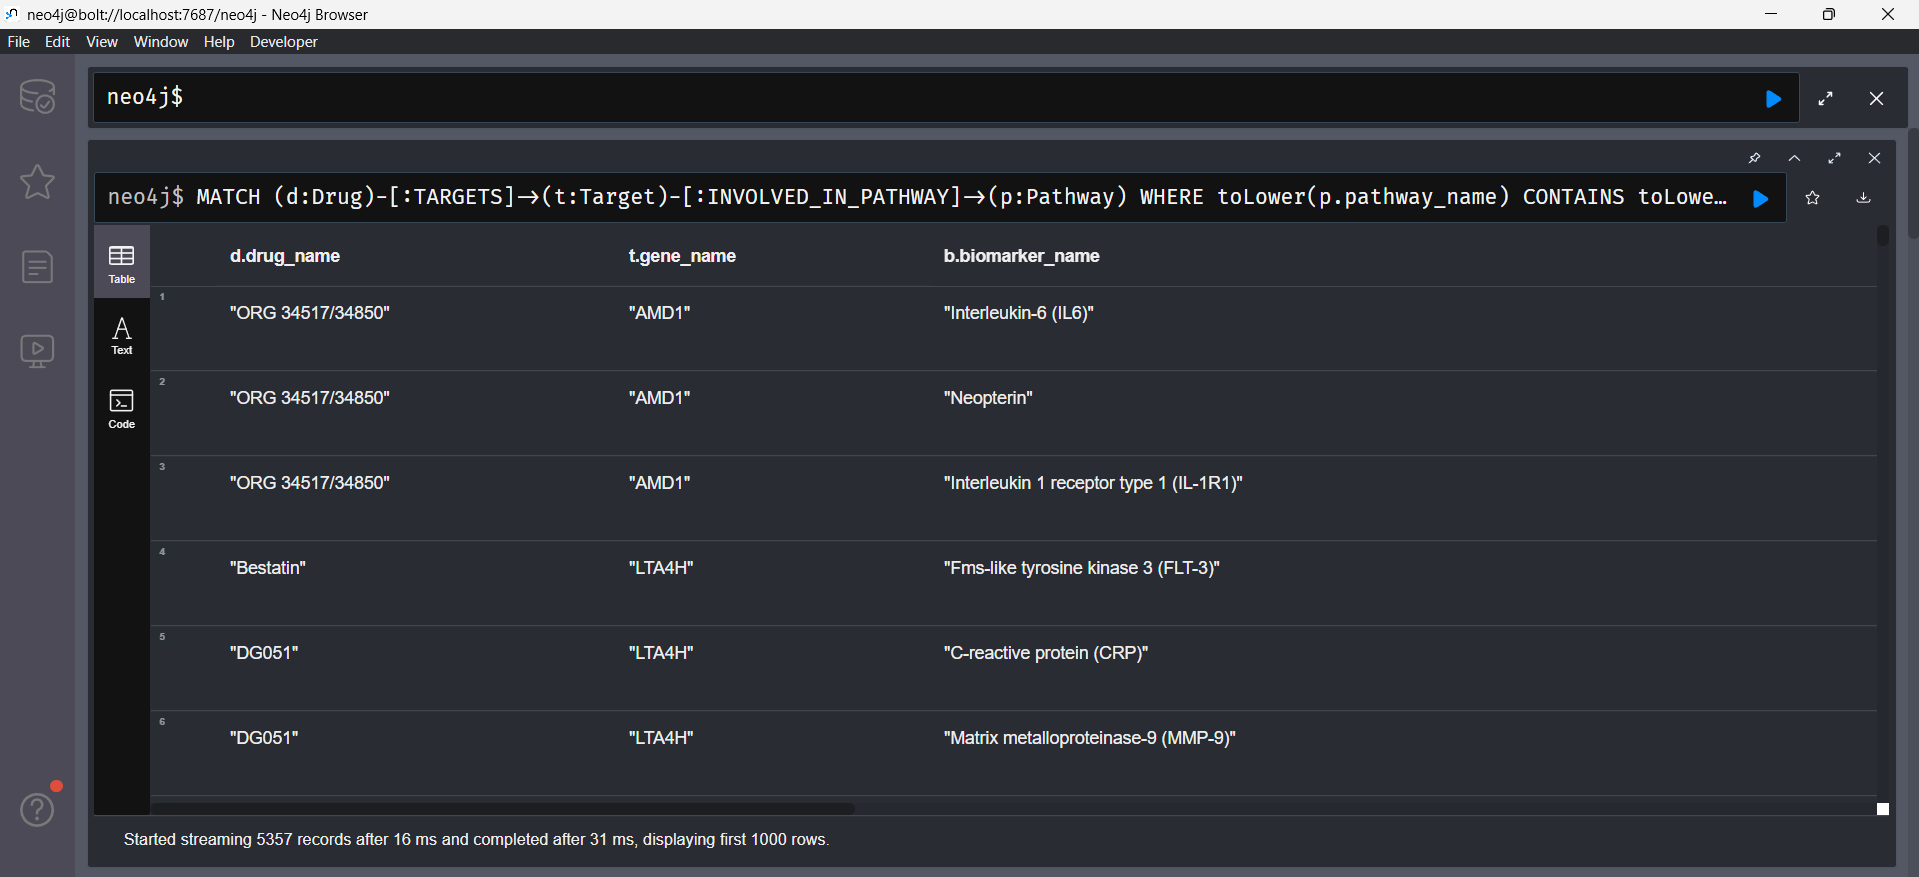 neo4j@bolt://localhost:7687/neo4j - Neo4j Browser
File Edit View Window Help Developer
neo4j$
neo4j$ MATCH (d:Drug)-[:TARGETS]→(t:Target)-[:INVOLVED_IN_PATHWAY]→(p:Pathway) WHERE toLower(p.pathway_name) CONTAINS toLowe…
Table
Text
Code
d.drug_name t.gene_name b.biomarker_name
1 "ORG 34517/34850" "AMD1" "Interleukin-6 (IL6)"
2 "ORG 34517/34850" "AMD1" "Neopterin"
3 "ORG 34517/34850" "AMD1" "Interleukin 1 receptor type 1 (IL-1R1)"
4 "Bestatin" "LTA4H" "Fms-like tyrosine kinase 3 (FLT-3)"
5 "DG051" "LTA4H" "C-reactive protein (CRP)"
6 "DG051" "LTA4H" "Matrix metalloproteinase-9 (MMP-9)"
Started streaming 5357 records after 16 ms and completed after 31 ms, displaying first 1000 rows.